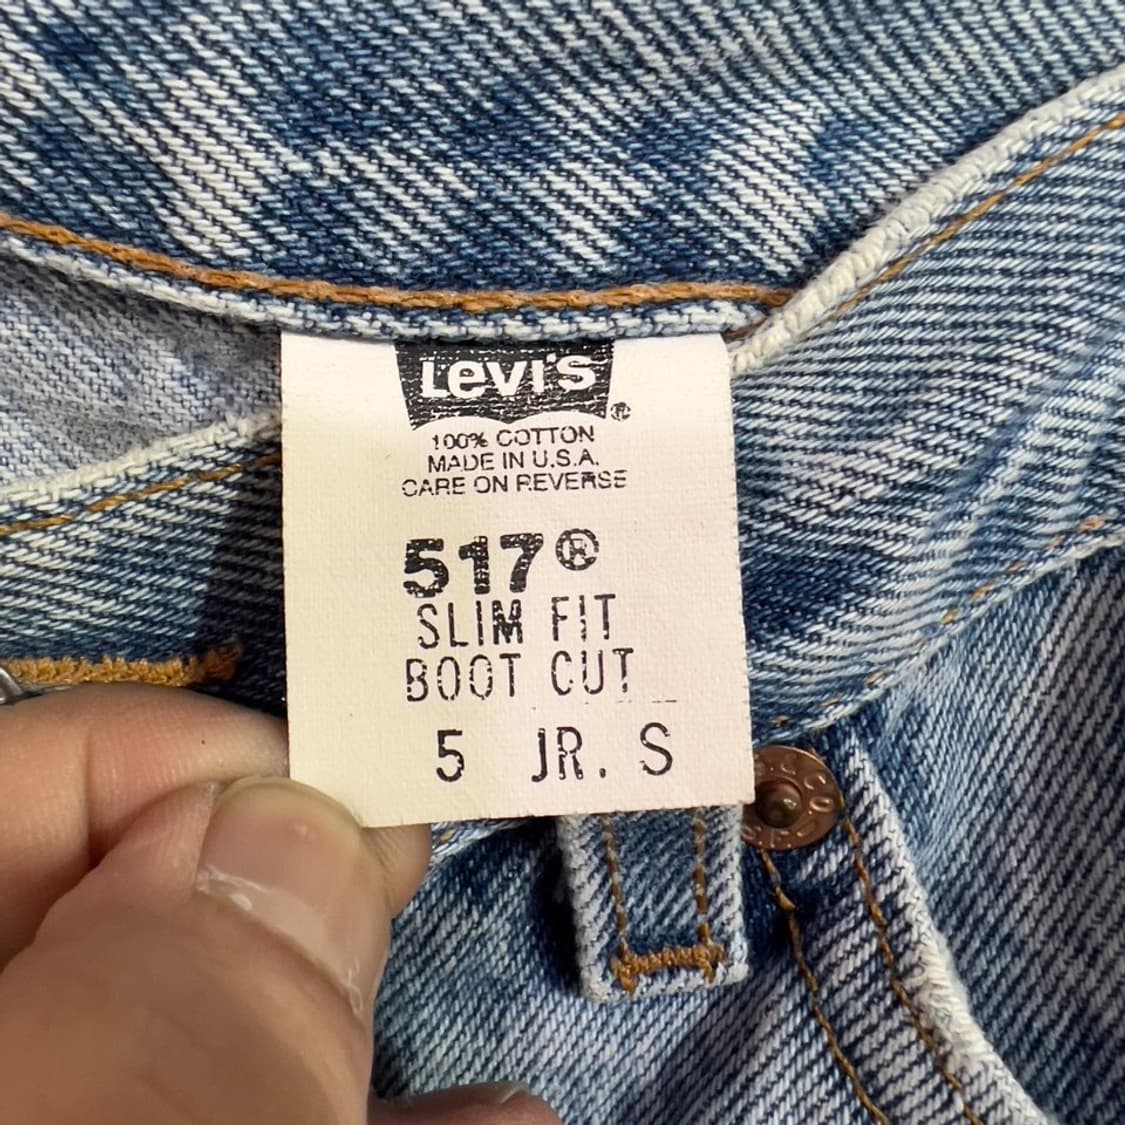 Levi's ®
100% COTTON
MADE IN U.S.A.
CARE ON REVERSE
517®
SLIM FIT
BOOT CUT
5 JR. S